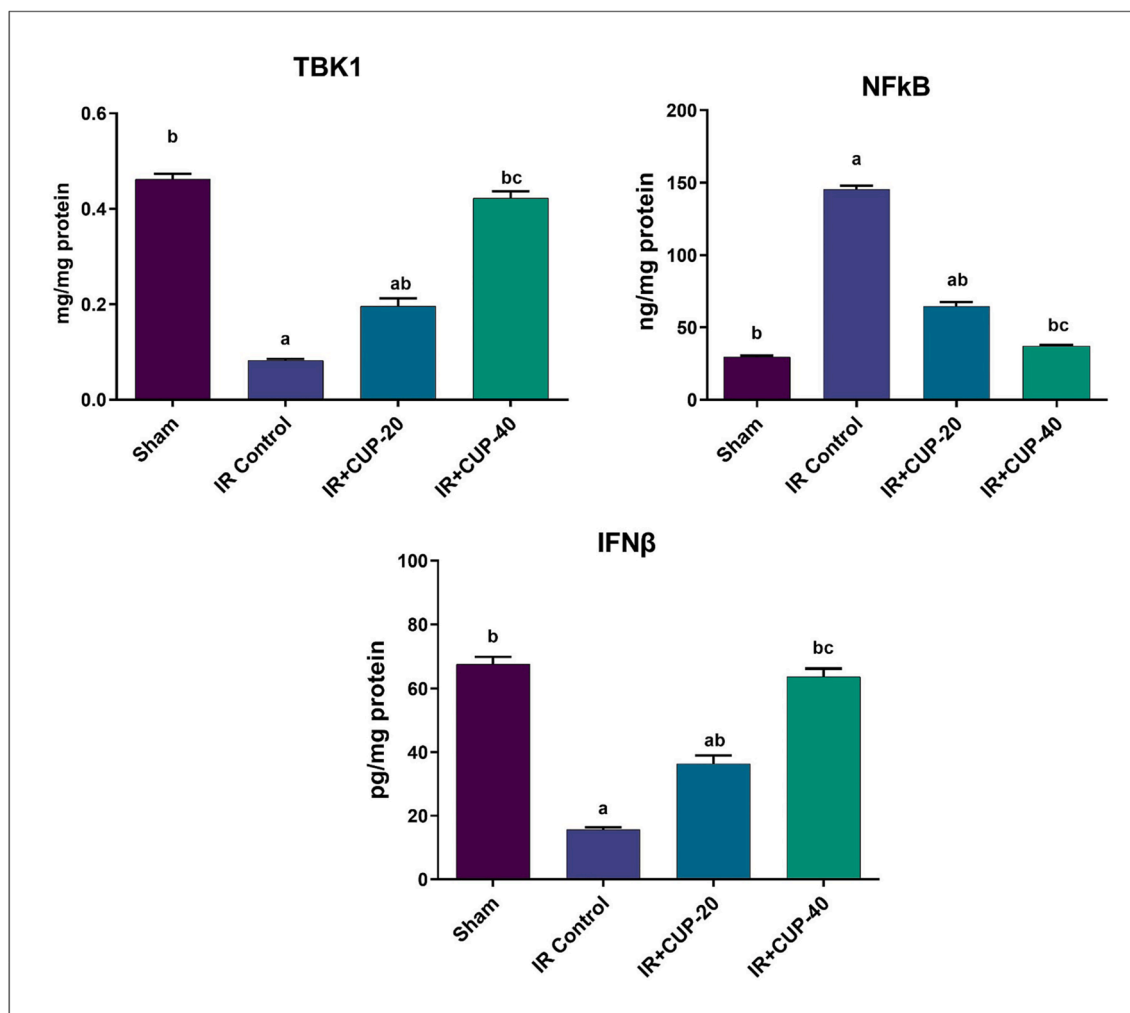 TBK1
mg/mg protein
0.6
0.4
0.2
0.0
b
a
ab
bc
Sham
IR Control
IR+CUP-20
IR+CUP-40
NFkB
ng/mg protein
200
150
100
50
0
b
a
ab
bc
Sham
IR Control
IR+CUP-20
IR+CUP-40
IFNβ
pg/mg protein
100
80
60
40
20
0
b
a
ab
bc
Sham
IR Control
IR+CUP-20
IR+CUP-40